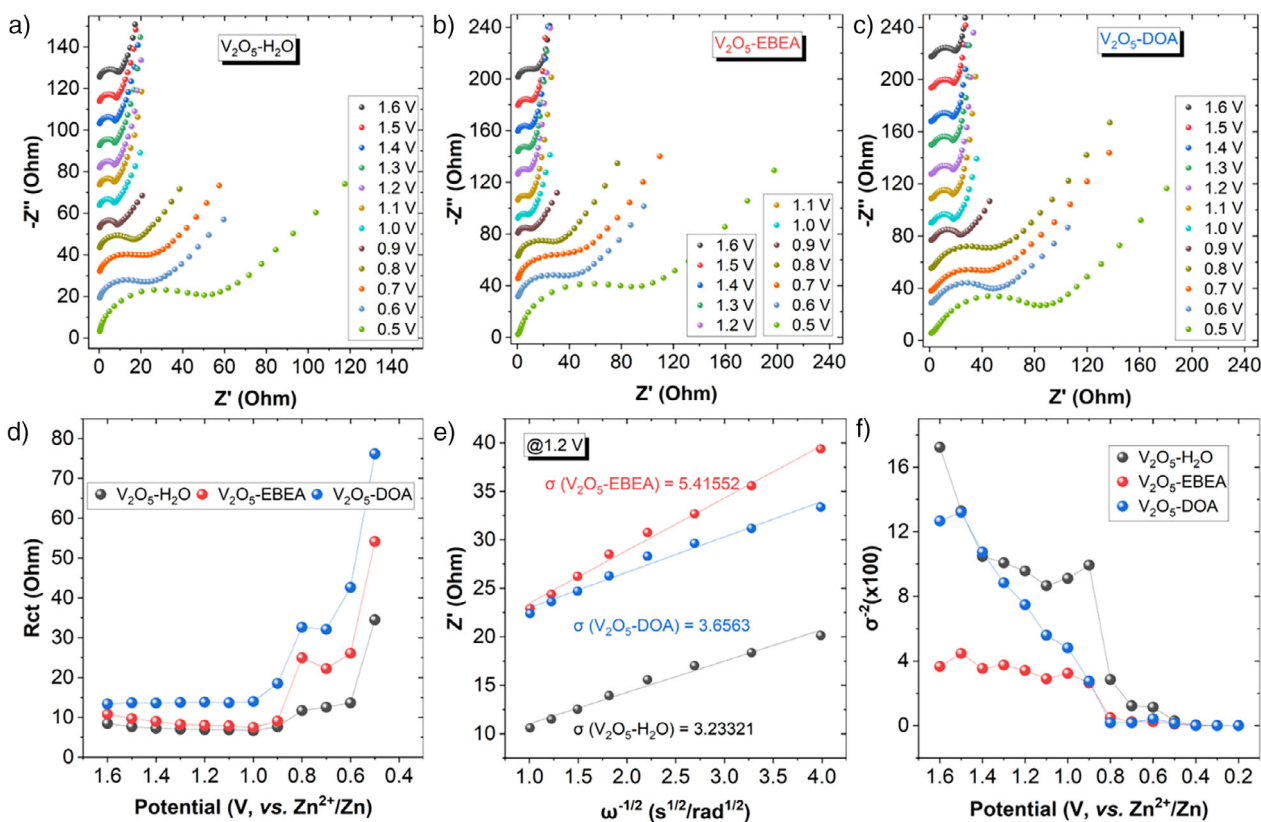 a)
V₂O₅-H₂O
-Z'' (Ohm)
150
120
100
80
60
40
20
0
0 20 40 60 80 100 120 140
Z' (Ohm)
1.6 V
1.5 V
1.4 V
1.3 V
1.2 V
1.1 V
1.0 V
0.9 V
0.8 V
0.7 V
0.6 V
0.5 V
b)
V₂O₅-EBEA
-Z'' (Ohm)
240
200
160
120
80
40
0
0 40 80 120 160 200 240
Z' (Ohm)
1.6 V
1.5 V
1.4 V
1.3 V
1.2 V
1.1 V
1.0 V
0.9 V
0.8 V
0.7 V
0.6 V
0.5 V
c)
V₂O₅-DOA
-Z'' (Ohm)
240
200
160
120
80
40
0
0 40 80 120 160 200 240
Z' (Ohm)
1.6 V
1.5 V
1.4 V
1.3 V
1.2 V
1.1 V
1.0 V
0.9 V
0.8 V
0.7 V
0.6 V
0.5 V
d)
Rct (Ohm)
80
70
60
50
40
30
20
10
0
V₂O₅-H₂O V₂O₅-EBEA V₂O₅-DOA
1.6 1.4 1.2 1.0 0.8 0.6 0.4
Potential (V, vs. Zn²⁺/Zn)
e)
@1.2 V
Z' (Ohm)
40
35
30
25
20
15
10
σ (V₂O₅-EBEA) = 5.41552
σ (V₂O₅-DOA) = 3.6563
σ (V₂O₅-H₂O) = 3.23321
1.0 1.5 2.0 2.5 3.0 3.5 4.0
ω⁻¹ᐟ² (s¹ᐟ²/rad¹ᐟ²)
f)
σ⁻²(x100)
16
12
8
4
0
V₂O₅-H₂O
V₂O₅-EBEA
V₂O₅-DOA
1.6 1.4 1.2 1.0 0.8 0.6 0.4 0.2
Potential (V, vs. Zn²⁺/Zn)